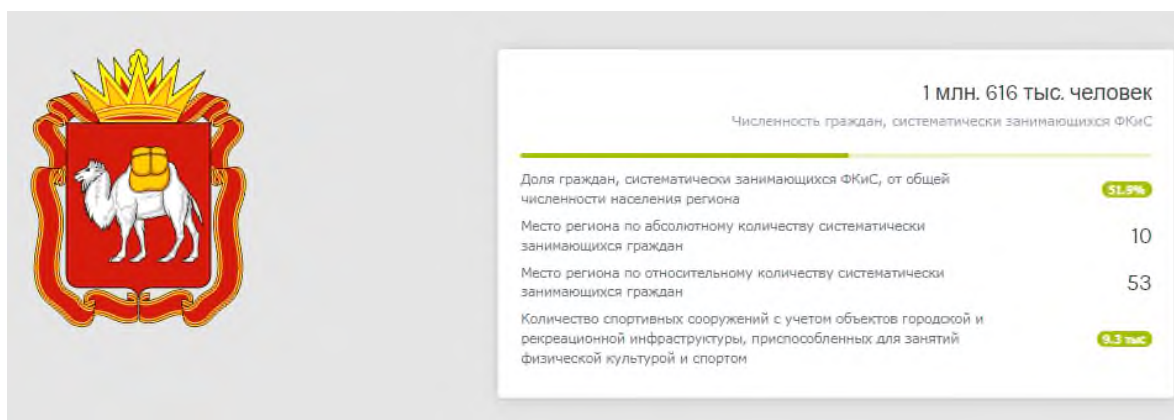 1 млн. 616 тыс. человек
Численность граждан, систематически занимающихся ФКиС
Доля граждан, систематически занимающихся ФКиС, от общей
численности населения региона
51.9%
Место региона по абсолютному количеству систематически
занимающихся граждан
10
Место региона по относительному количеству систематически
занимающихся граждан
53
Количество спортивных сооружений с учетом объектов городской и
рекреационной инфраструктуры, приспособленных для занятий
физической культурой и спортом
9.3 тыс